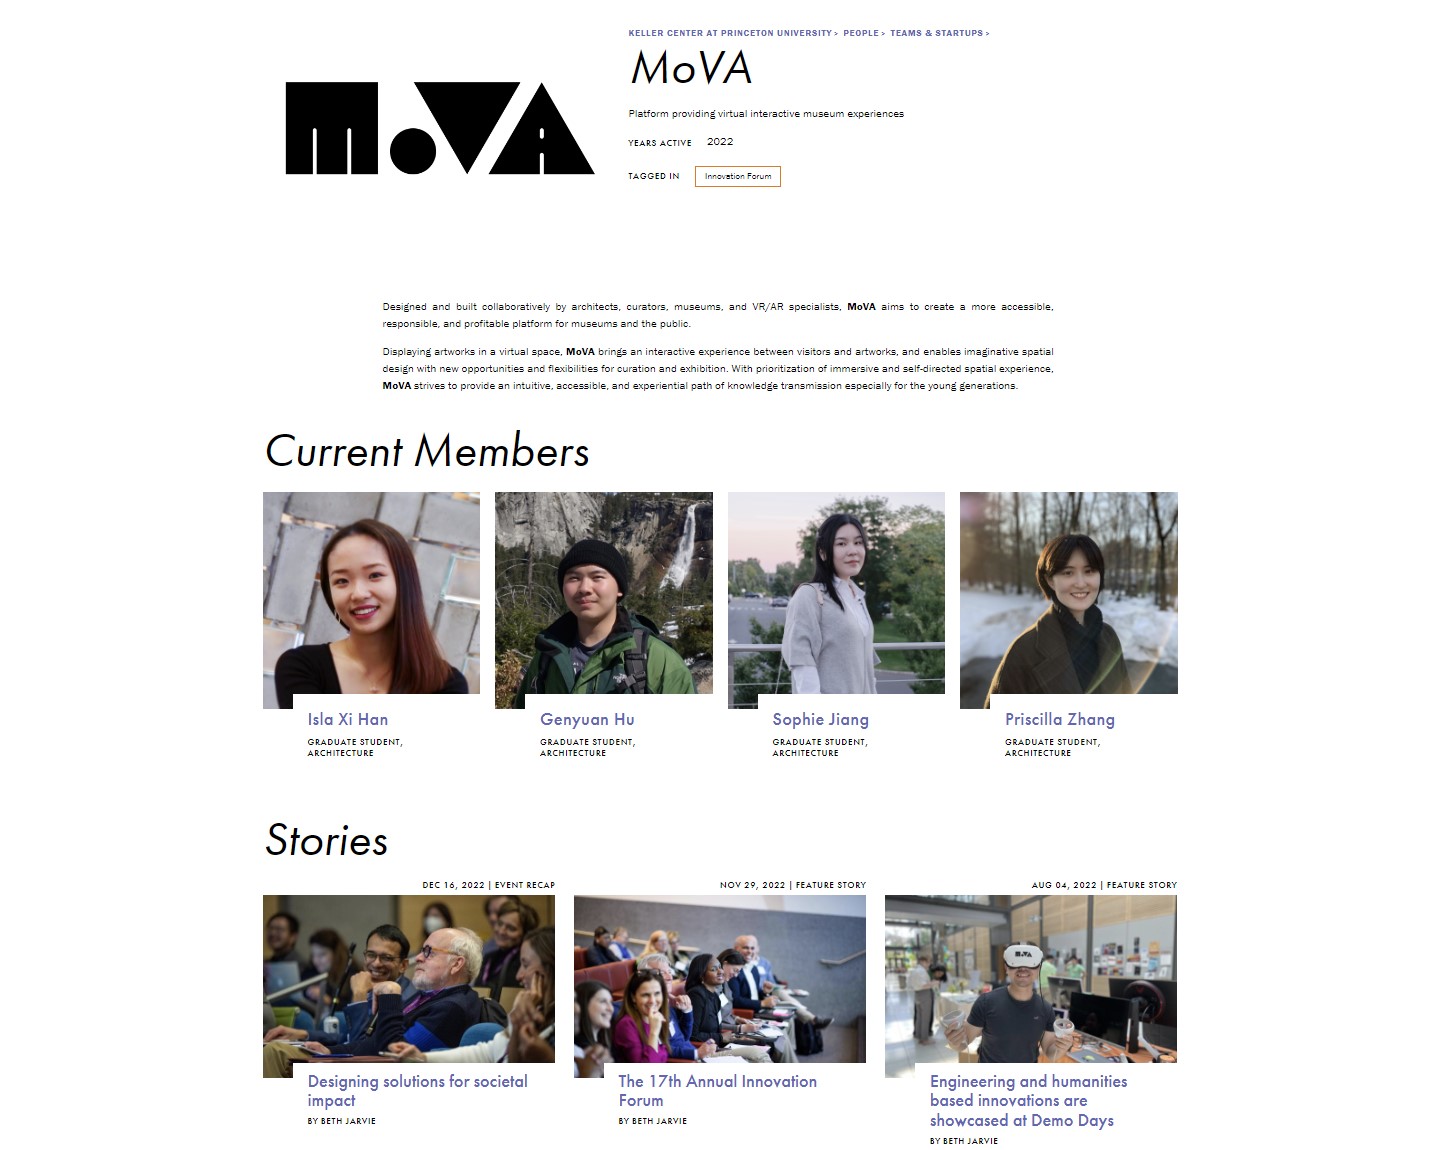 KELLER CENTER AT PRINCETON UNIVERSITY > PEOPLE > TEAMS & STARTUPS >
MoVA
MoVA
Platform providing virtual interactive museum experiences
YEARS ACTIVE 2022
TAGGED IN Innovation Forum
Designed and built collaboratively by architects, curators, museums, and VR/AR specialists, MoVA aims to create a more accessible,
responsible, and profitable platform for museums and the public.
Displaying artworks in a virtual space, MoVA brings an interactive experience between visitors and artworks, and enables imaginative spatial
design with new opportunities and flexibilities for curation and exhibition. With prioritization of immersive and self-directed spatial experience,
MoVA strives to provide an intuitive, accessible, and experiential path of knowledge transmission especially for the young generations.
Current Members
Isla Xi Han
GRADUATE STUDENT,
ARCHITECTURE
Genyuan Hu
GRADUATE STUDENT,
ARCHITECTURE
Sophie Jiang
GRADUATE STUDENT,
ARCHITECTURE
Priscilla Zhang
GRADUATE STUDENT,
ARCHITECTURE
Stories
DEC 16, 2022 | EVENT RECAP
Designing solutions for societal
impact
BY BETH JARVIE
NOV 29, 2022 | FEATURE STORY
The 17th Annual Innovation
Forum
BY BETH JARVIE
AUG 04, 2022 | FEATURE STORY
MoVA
Engineering and humanities
based innovations are
showcased at Demo Days
BY BETH JARVIE